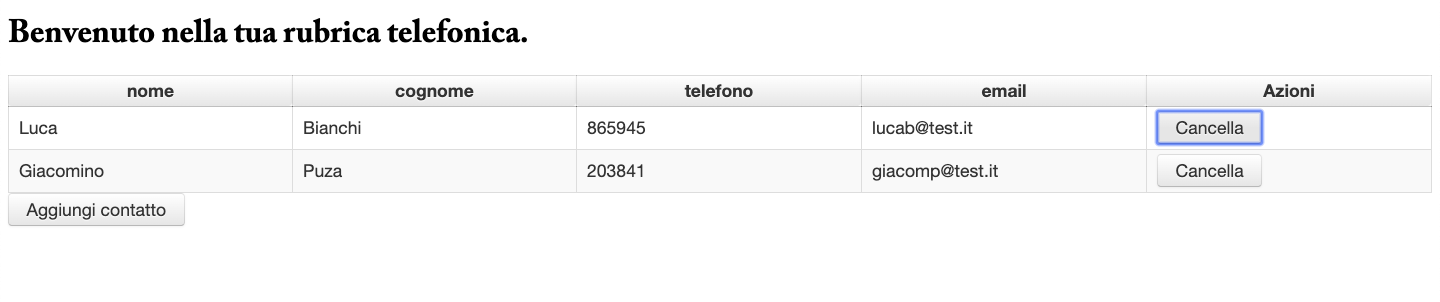 Benvenuto nella tua rubrica telefonica.
nome cognome telefono email Azioni
Luca Bianchi 865945 lucab@test.it Cancella
Giacomino Puza 203841 giacomp@test.it Cancella
Aggiungi contatto